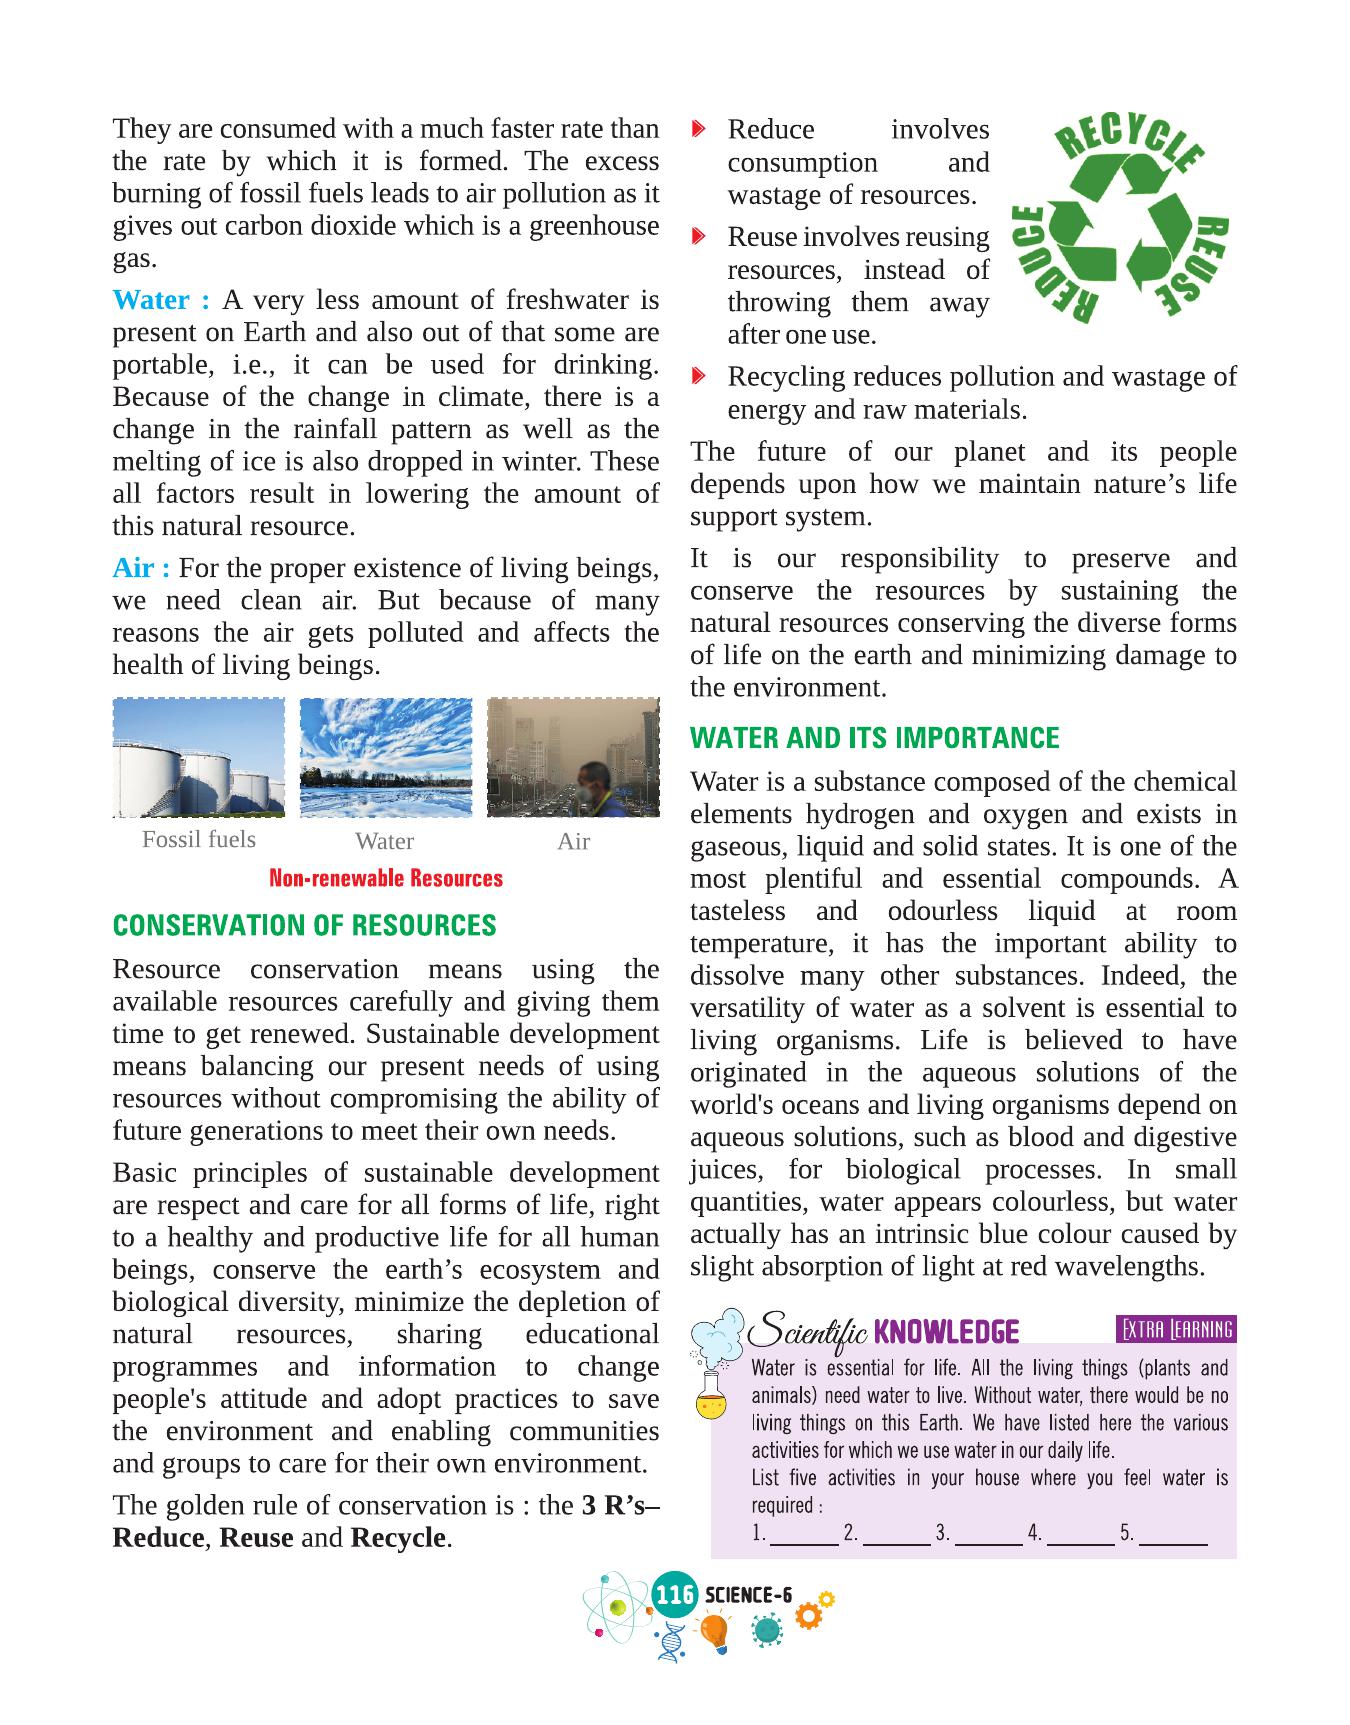 They are consumed with a much faster rate than
the rate by which it is formed. The excess
burning of fossil fuels leads to air pollution as it
gives out carbon dioxide which is a greenhouse
gas.
Water : A very less amount of freshwater is
present on Earth and also out of that some are
portable, i.e., it can be used for drinking.
Because of the change in climate, there is a
change in the rainfall pattern as well as the
melting of ice is also dropped in winter. These
all factors result in lowering the amount of
this natural resource.
Air : For the proper existence of living beings,
we need clean air. But because of many
reasons the air gets polluted and affects the
health of living beings.
Fossil fuels
Water
Air
Non-renewable Resources
CONSERVATION OF RESOURCES
Resource conservation means using the
available resources carefully and giving them
time to get renewed. Sustainable development
means balancing our present needs of using
resources without compromising the ability of
future generations to meet their own needs.
Basic principles of sustainable development
are respect and care for all forms of life, right
to a healthy and productive life for all human
beings, conserve the earth’s ecosystem and
biological diversity, minimize the depletion of
natural resources, sharing educational
programmes and information to change
people's attitude and adopt practices to save
the environment and enabling communities
and groups to care for their own environment.
The golden rule of conservation is : the 3 R’s–
Reduce, Reuse and Recycle.
Reduce involves
consumption and
wastage of resources.
Reuse involves reusing
resources, instead of
throwing them away
after one use.
RECYCLE
REUSE
REDUCE
Recycling reduces pollution and wastage of
energy and raw materials.
The future of our planet and its people
depends upon how we maintain nature’s life
support system.
It is our responsibility to preserve and
conserve the resources by sustaining the
natural resources conserving the diverse forms
of life on the earth and minimizing damage to
the environment.
WATER AND ITS IMPORTANCE
Water is a substance composed of the chemical
elements hydrogen and oxygen and exists in
gaseous, liquid and solid states. It is one of the
most plentiful and essential compounds. A
tasteless and odourless liquid at room
temperature, it has the important ability to
dissolve many other substances. Indeed, the
versatility of water as a solvent is essential to
living organisms. Life is believed to have
originated in the aqueous solutions of the
world's oceans and living organisms depend on
aqueous solutions, such as blood and digestive
juices, for biological processes. In small
quantities, water appears colourless, but water
actually has an intrinsic blue colour caused by
slight absorption of light at red wavelengths.
Scientific KNOWLEDGE
EXTRA LEARNING
Water is essential for life. All the living things (plants and
animals) need water to live. Without water, there would be no
living things on this Earth. We have listed here the various
activities for which we use water in our daily life.
List five activities in your house where you feel water is
required :
1. ______ 2. ______ 3. ______ 4. ______ 5. ______
116 SCIENCE-6